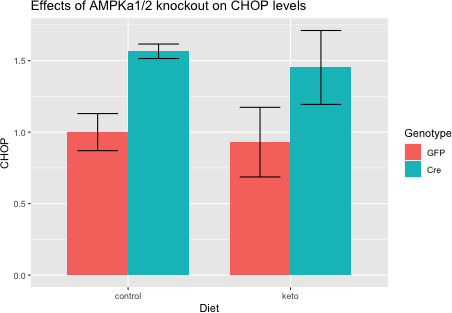 Effects of AMPKa1/2 knockout on CHOP levels
CHOP
1.5
1.0
0.5
0.0
control
keto
Diet
Genotype
GFP
Cre